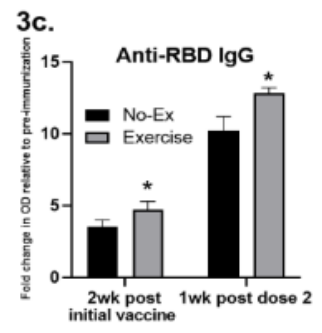 3c.
Anti-RBD IgG
Fold change in OD relative to pre-immunization
15
10
5
0
No-Ex
Exercise
*
*
2wk post
initial vaccine
1wk post dose 2